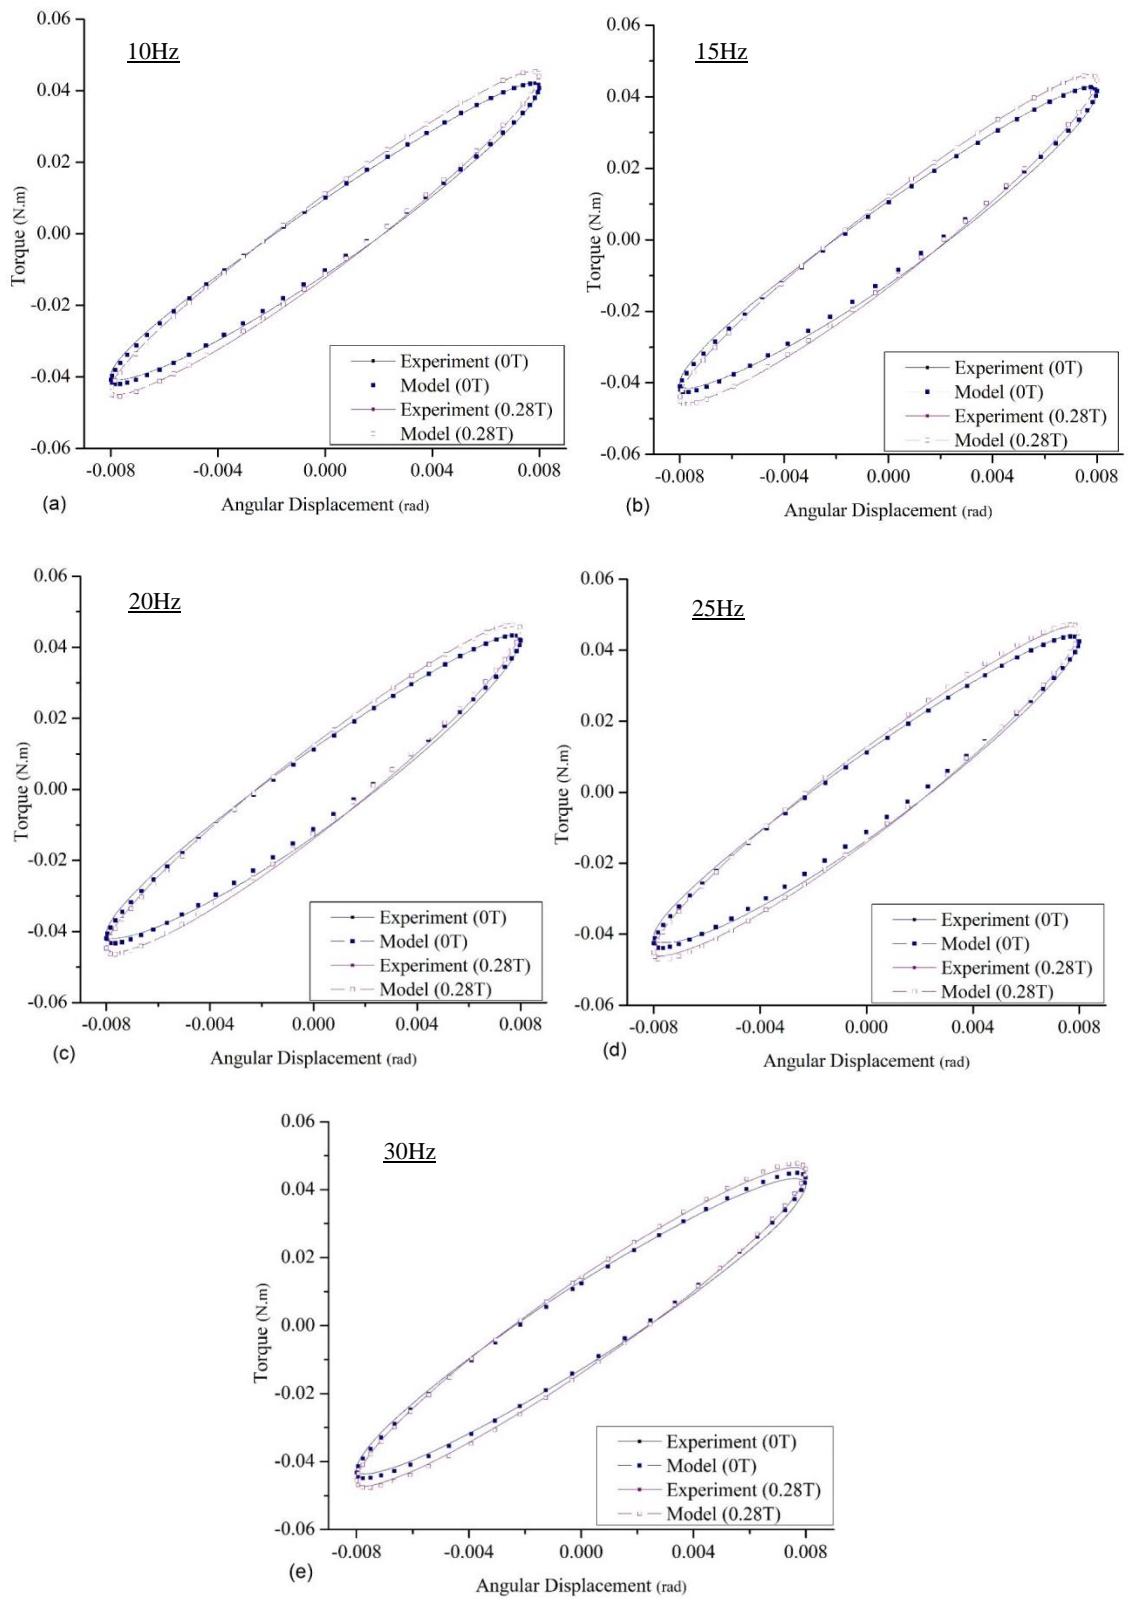 10Hz
0.06
0.04
0.02
0.00
-0.02
-0.04
-0.06
Torque (N.m)
Experiment (0T)
Model (0T)
Experiment (0.28T)
Model (0.28T)
-0.008 -0.004 0.000 0.004 0.008
(a) Angular Displacement (rad)
15Hz
0.06
0.04
0.02
0.00
-0.02
-0.04
-0.06
Torque (N.m)
Experiment (0T)
Model (0T)
Experiment (0.28T)
Model (0.28T)
-0.008 -0.004 0.000 0.004 0.008
(b) Angular Displacement (rad)
20Hz
0.06
0.04
0.02
0.00
-0.02
-0.04
-0.06
Torque (N.m)
Experiment (0T)
Model (0T)
Experiment (0.28T)
Model (0.28T)
-0.008 -0.004 0.000 0.004 0.008
(c) Angular Displacement (rad)
25Hz
0.06
0.04
0.02
0.00
-0.02
-0.04
-0.06
Torque (N.m)
Experiment (0T)
Model (0T)
Experiment (0.28T)
Model (0.28T)
-0.008 -0.004 0.000 0.004 0.008
(d) Angular Displacement (rad)
30Hz
0.06
0.04
0.02
0.00
-0.02
-0.04
-0.06
Torque (N.m)
Experiment (0T)
Model (0T)
Experiment (0.28T)
Model (0.28T)
-0.008 -0.004 0.000 0.004 0.008
(e) Angular Displacement (rad)